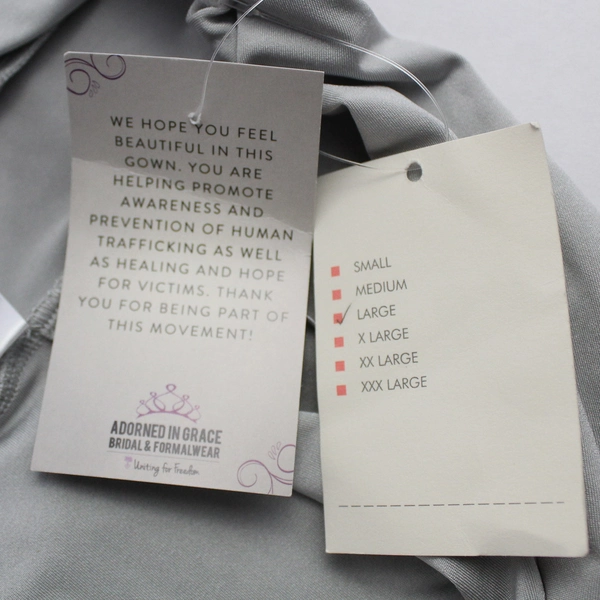 WE HOPE YOU FEEL
BEAUTIFUL IN THIS
GOWN. YOU ARE
HELPING PROMOTE
AWARENESS AND
PREVENTION OF HUMAN
TRAFFICKING AS WELL
AS HEALING AND HOPE
FOR VICTIMS. THANK
YOU FOR BEING PART OF
THIS MOVEMENT!
ADORNED IN GRACE
BRIDAL & FORMALWEAR
Uniting for Freedom
SMALL
MEDIUM
LARGE
X LARGE
XX LARGE
XXX LARGE